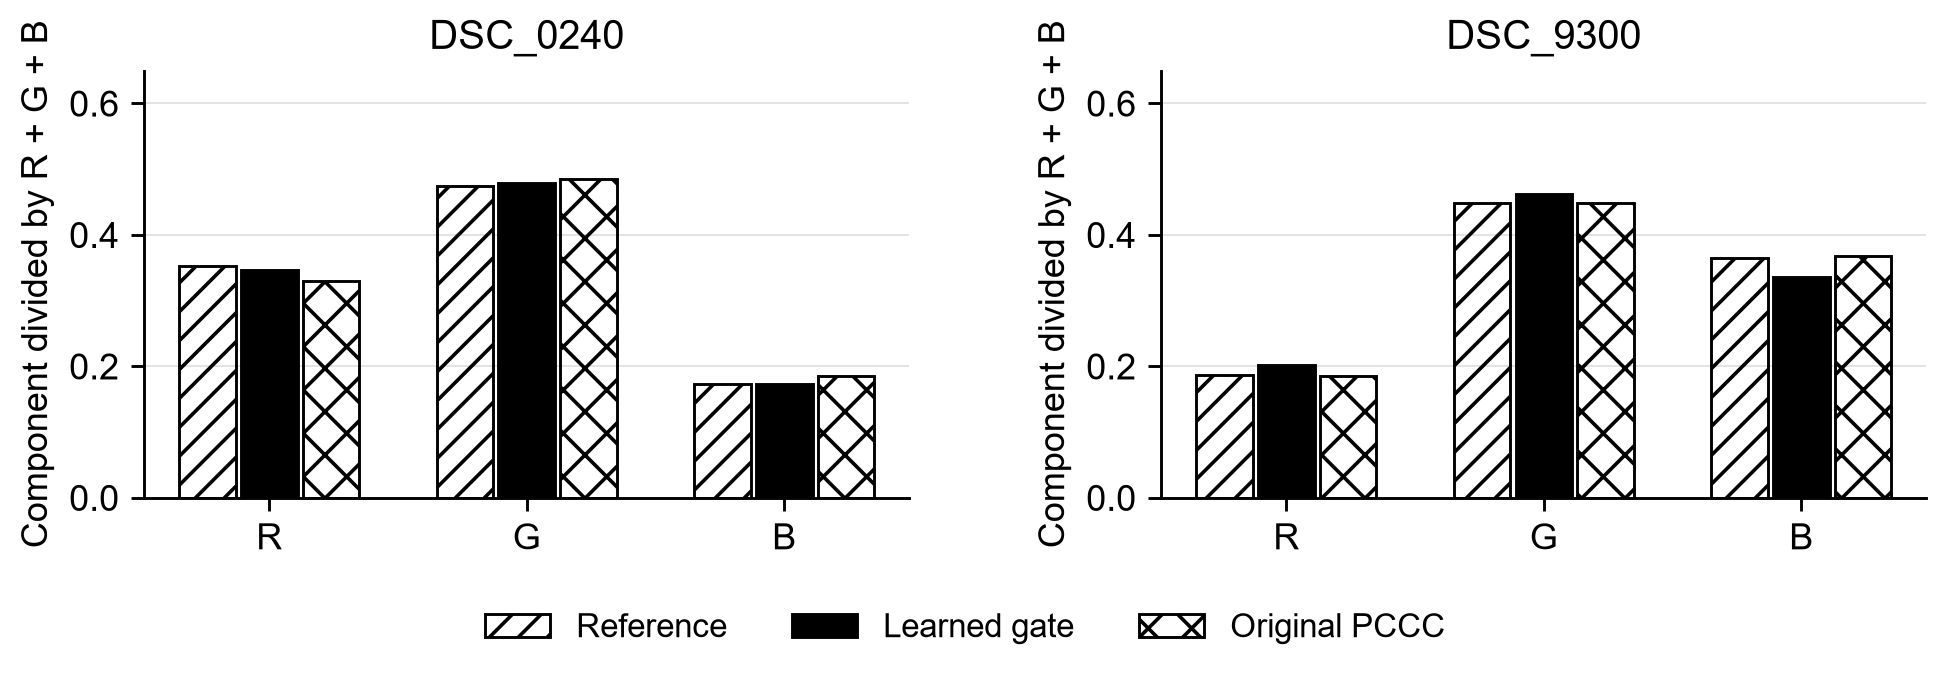 DSC_0240
Component divided by R + G + B
0.6
0.4
0.2
0.0
R
G
B
DSC_9300
Component divided by R + G + B
0.6
0.4
0.2
0.0
R
G
B
Reference
Learned gate
Original PCCC